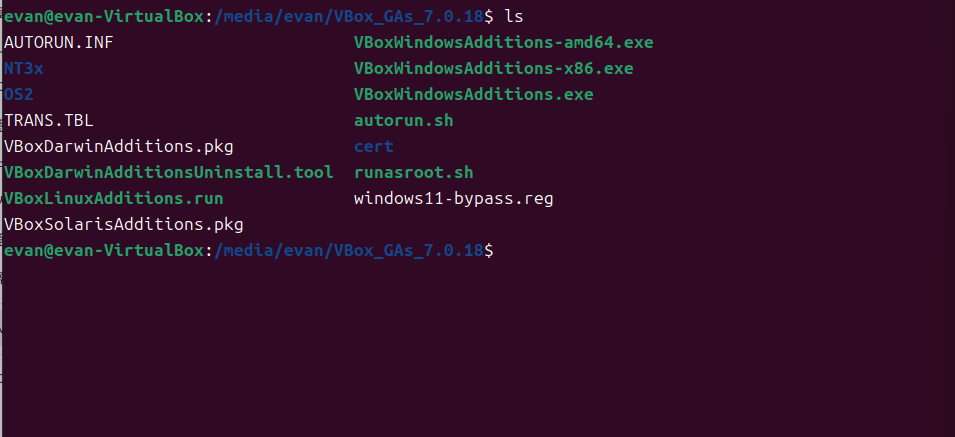 evan@evan-VirtualBox:/media/evan/VBox_GAs_7.0.18$ ls
AUTORUN.INF VBoxWindowsAdditions-amd64.exe
NT3x VBoxWindowsAdditions-x86.exe
OS2 VBoxWindowsAdditions.exe
TRANS.TBL autorun.sh
VBoxDarwinAdditions.pkg cert
VBoxDarwinAdditionsUninstall.tool runasroot.sh
VBoxLinuxAdditions.run windows11-bypass.reg
VBoxSolarisAdditions.pkg
evan@evan-VirtualBox:/media/evan/VBox_GAs_7.0.18$